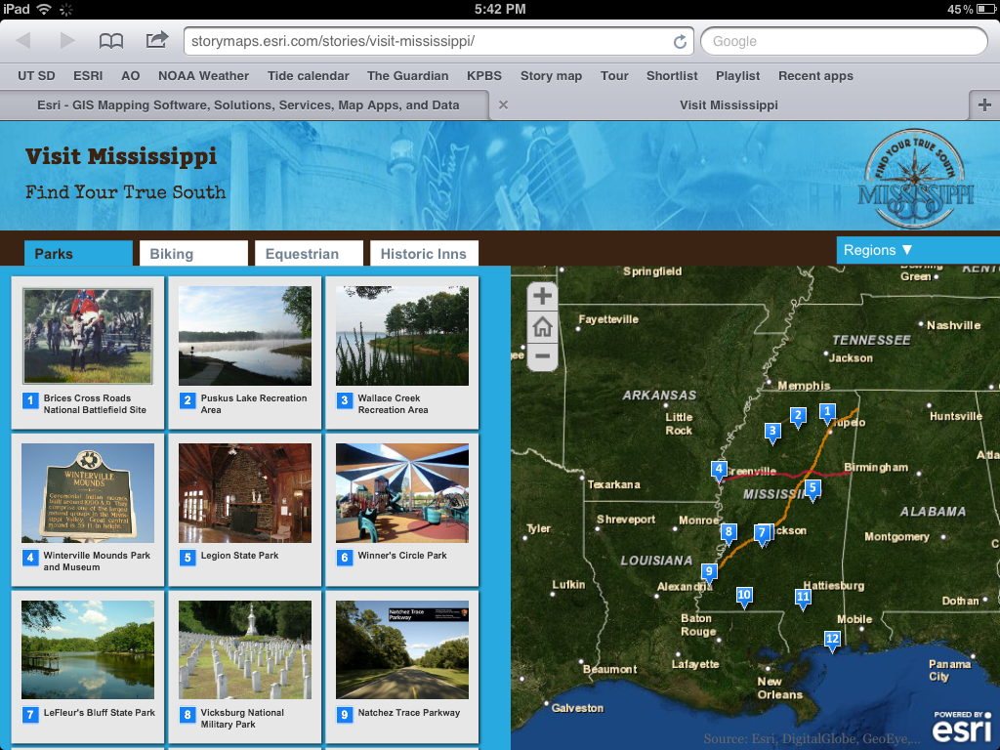 iPad
5:42 PM
45%
storymaps.esri.com/stories/visit-mississippi/
Google
UT SD
ESRI
AO
NOAA Weather
Tide calendar
The Guardian
KPBS
Story map
Tour
Shortlist
Playlist
Recent apps
Esri - GIS Mapping Software, Solutions, Services, Map Apps, and Data
Visit Mississippi
Visit Mississippi
Find Your True South
FIND YOUR TRUE SOUTH
MISSISSIPPI
Parks
Biking
Equestrian
Historic Inns
Regions ▼
1 Brices Cross Roads
National Battlefield Site
2 Puskus Lake Recreation
Area
3 Wallace Creek
Recreation Area
WINTERVILLE
MOUNDS
4 Winterville Mounds Park
and Museum
5 Legion State Park
6 Winner's Circle Park
7 LeFleur's Bluff State Park
8 Vicksburg National
Military Park
Natchez Trace
Parkway
9 Natchez Trace Parkway
Springfield
Bowling
Green
KENT
Fayetteville
Nashville
TENNESSEE
Jackson
Memphis
ARKANSAS
Little
Rock
Huntsville
1
2
3
upelo
4
Greenville
Birmingham
Atla
Texarkana
MISSISSI
5
ALABAMA
Shreveport
Monroe
Tyler
8
7
ckson
Montgomery
Co
LOUISIANA
9
Lufkin
Alexandria
10
11
Hattiesburg
Dothan
Baton
Rouge
Mobile
12
Lafayette
Beaumont
New
Orleans
Panama
City
Galveston
POWERED BY
esri
Source: Esri, DigitalGlobe, GeoEye,...